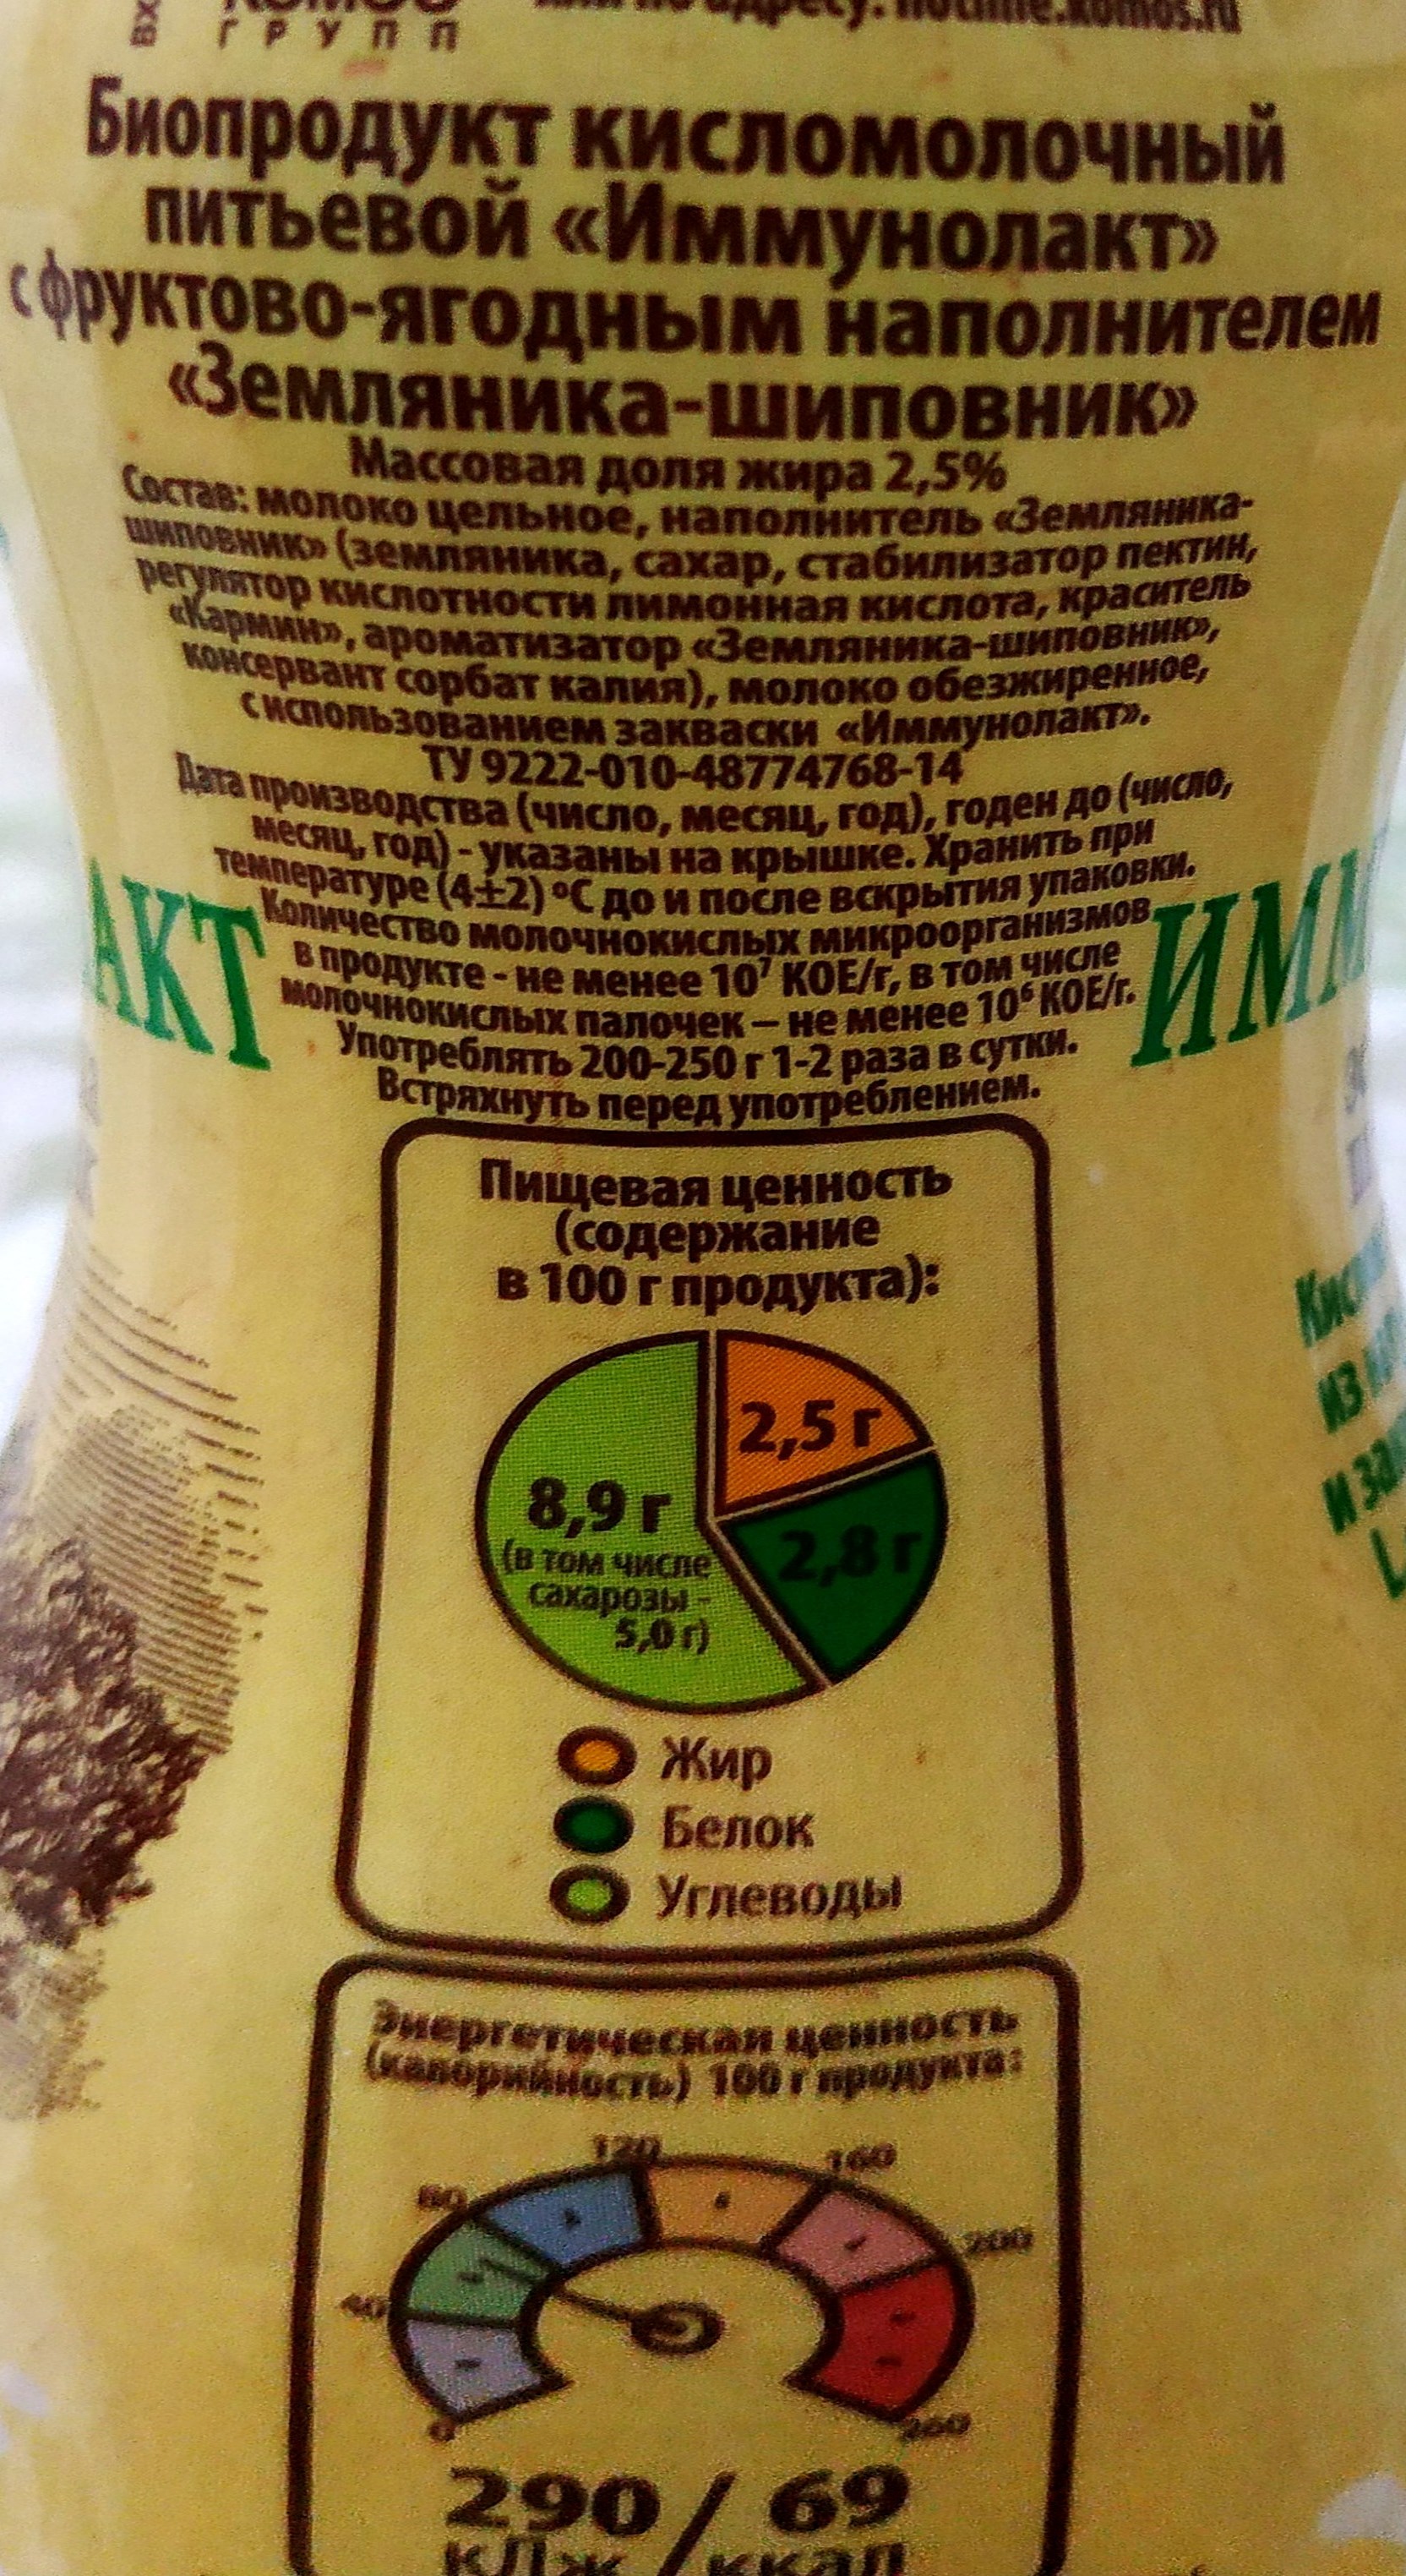 ГРУПП
Биопродукт кисломолочный
питьевой «Иммунолакт»
с фруктово-ягодным наполнителем
«Земляника-шиповник»
Массовая доля жира 2,5%
Состав: молоко цельное, наполнитель «Земляника-
шиповник» (земляника, сахар, стабилизатор пектин,
регулятор кислотности лимонная кислота, краситель
«Кармин», ароматизатор «Земляника-шиповник»,
консервант сорбат калия), молоко обезжиренное,
с использованием закваски «Иммунолакт».
ТУ 9222-010-48774768-14
Дата производства (число, месяц, год), годен до (число,
месяц, год) - указаны на крышке. Хранить при
температуре (4±2) °С до и после вскрытия упаковки.
Количество молочнокислых микроорганизмов
в продукте - не менее 10⁷ КОЕ/г, в том числе
молочнокислых палочек – не менее 10⁶ КОЕ/г.
Употреблять 200-250 г 1-2 раза в сутки.
Встряхнуть перед употреблением.
АКТ
ИММ
Пищевая ценность
(содержание
в 100 г продукта):
2,5 г
8,9 г
2,8 г
(в том числе
сахарозы -
5,0 г)
Жир
Белок
Углеводы
Энергетическая ценность
(калорийность) 100 г продукта:
120
160
80
200
40
0
290 / 69
кДж / ккал